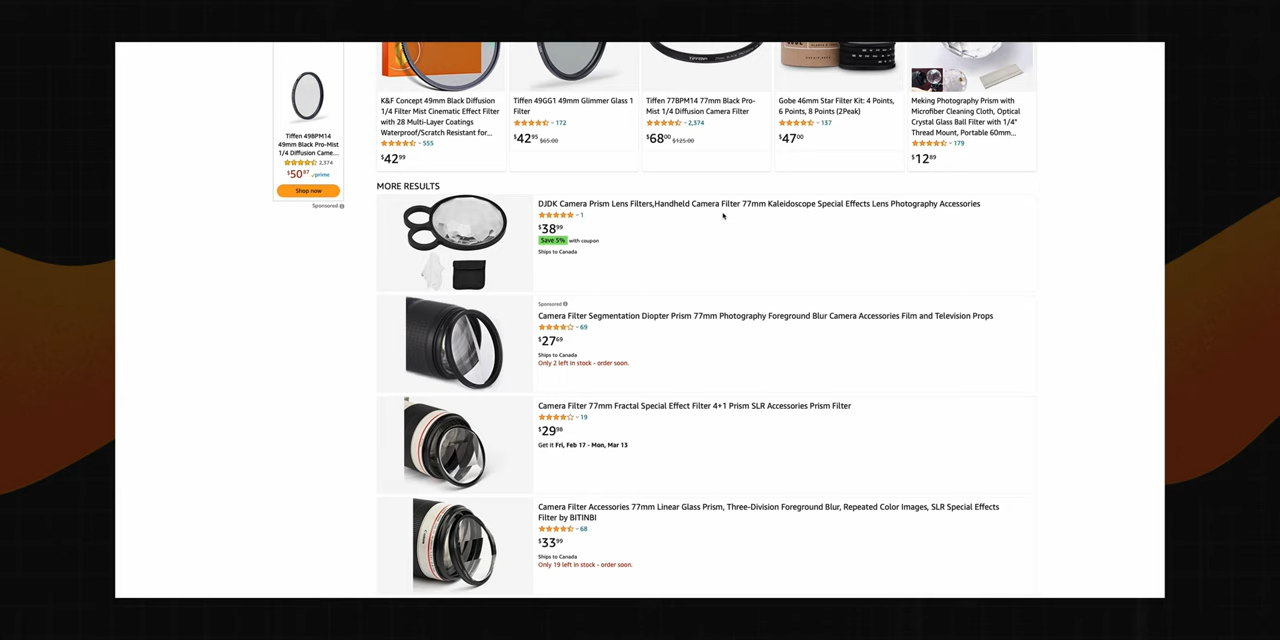 Tiffen 49BPM14
49mm Black Pro-Mist
1/4 Diffusion Came...
2,374
$50 87 prime
Shop now
Sponsored
K&F Concept 49mm Black Diffusion
1/4 Filter Mist Cinematic Effect Filter
with 28 Multi-Layer Coatings
Waterproof/Scratch Resistant for...
555
$42 99
Tiffen 49GG1 49mm Glimmer Glass 1
Filter
172
$42 95 $65.00
Tiffen 77BPM14 77mm Black Pro-
Mist 1/4 Diffusion Camera Filter
2,374
$68 00 $125.00
Gobe 46mm Star Filter Kit: 4 Points,
6 Points, 8 Points (2Peak)
137
$47 00
Meking Photography Prism with
Microfiber Cleaning Cloth, Optical
Crystal Glass Ball Filter with 1/4"
Thread Mount, Portable 60mm...
179
$12 89
MORE RESULTS
DJDK Camera Prism Lens Filters,Handheld Camera Filter 77mm Kaleidoscope Special Effects Lens Photography Accessories
1
$38 99
Save 5% with coupon
Ships to Canada
Sponsored
Camera Filter Segmentation Diopter Prism 77mm Photography Foreground Blur Camera Accessories Film and Television Props
69
$27 69
Ships to Canada
Only 2 left in stock - order soon.
Camera Filter 77mm Fractal Special Effect Filter 4+1 Prism SLR Accessories Prism Filter
19
$29 98
Get it Fri, Feb 17 - Mon, Mar 13
Camera Filter Accessories 77mm Linear Glass Prism, Three-Division Foreground Blur, Repeated Color Images, SLR Special Effects
Filter by BITINBI
68
$33 99
Ships to Canada
Only 19 left in stock - order soon.